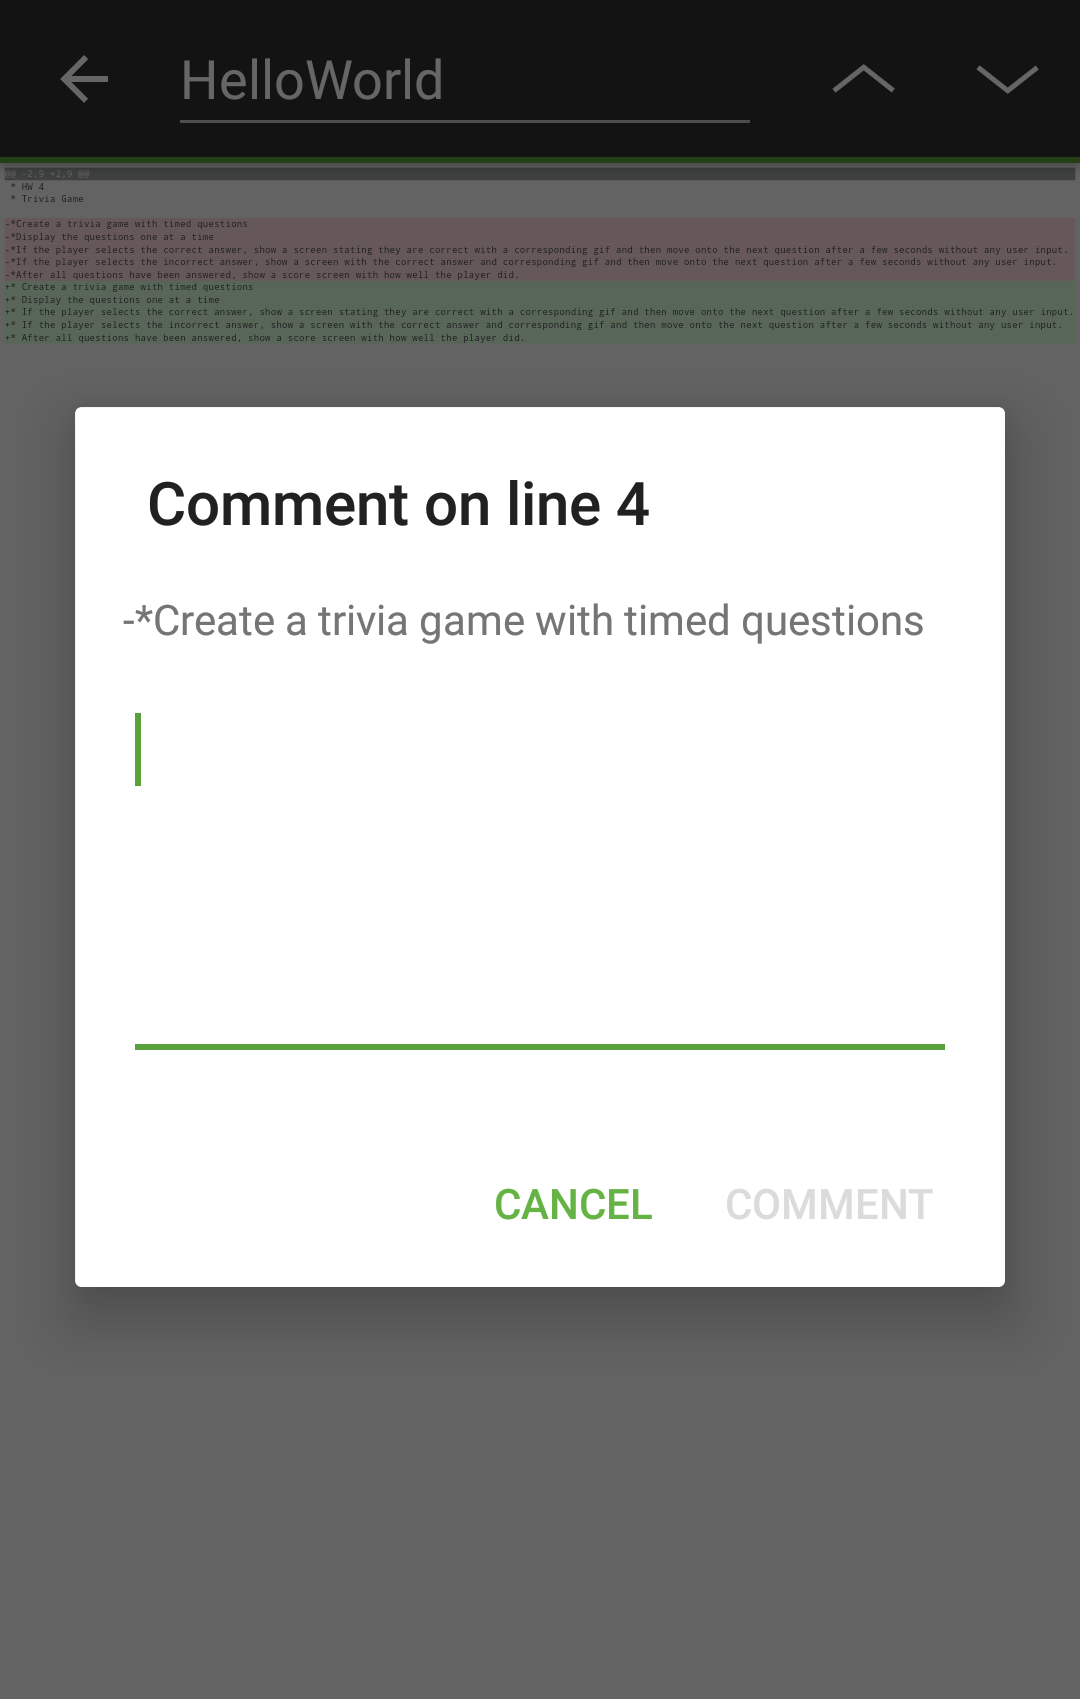 HelloWorld
@@ -2,9 +2,9 @@
* HW 4
* Trivia Game
-*Create a trivia game with timed questions
-*Display the questions one at a time
-*If the player selects the correct answer, show a screen stating they are correct with a corresponding gif and then move onto the next question after a few seconds without any user input.
-*If the player selects the incorrect answer, show a screen with the correct answer and corresponding gif and then move onto the next question after a few seconds without any user input.
-*After all questions have been answered, show a score screen with how well the player did.
+* Create a trivia game with timed questions
+* Display the questions one at a time
+* If the player selects the correct answer, show a screen stating they are correct with a corresponding gif and then move onto the next question after a few seconds without any user input.
+* If the player selects the incorrect answer, show a screen with the correct answer and corresponding gif and then move onto the next question after a few seconds without any user input.
+* After all questions have been answered, show a score screen with how well the player did.
Comment on line 4
-*Create a trivia game with timed questions
CANCEL COMMENT